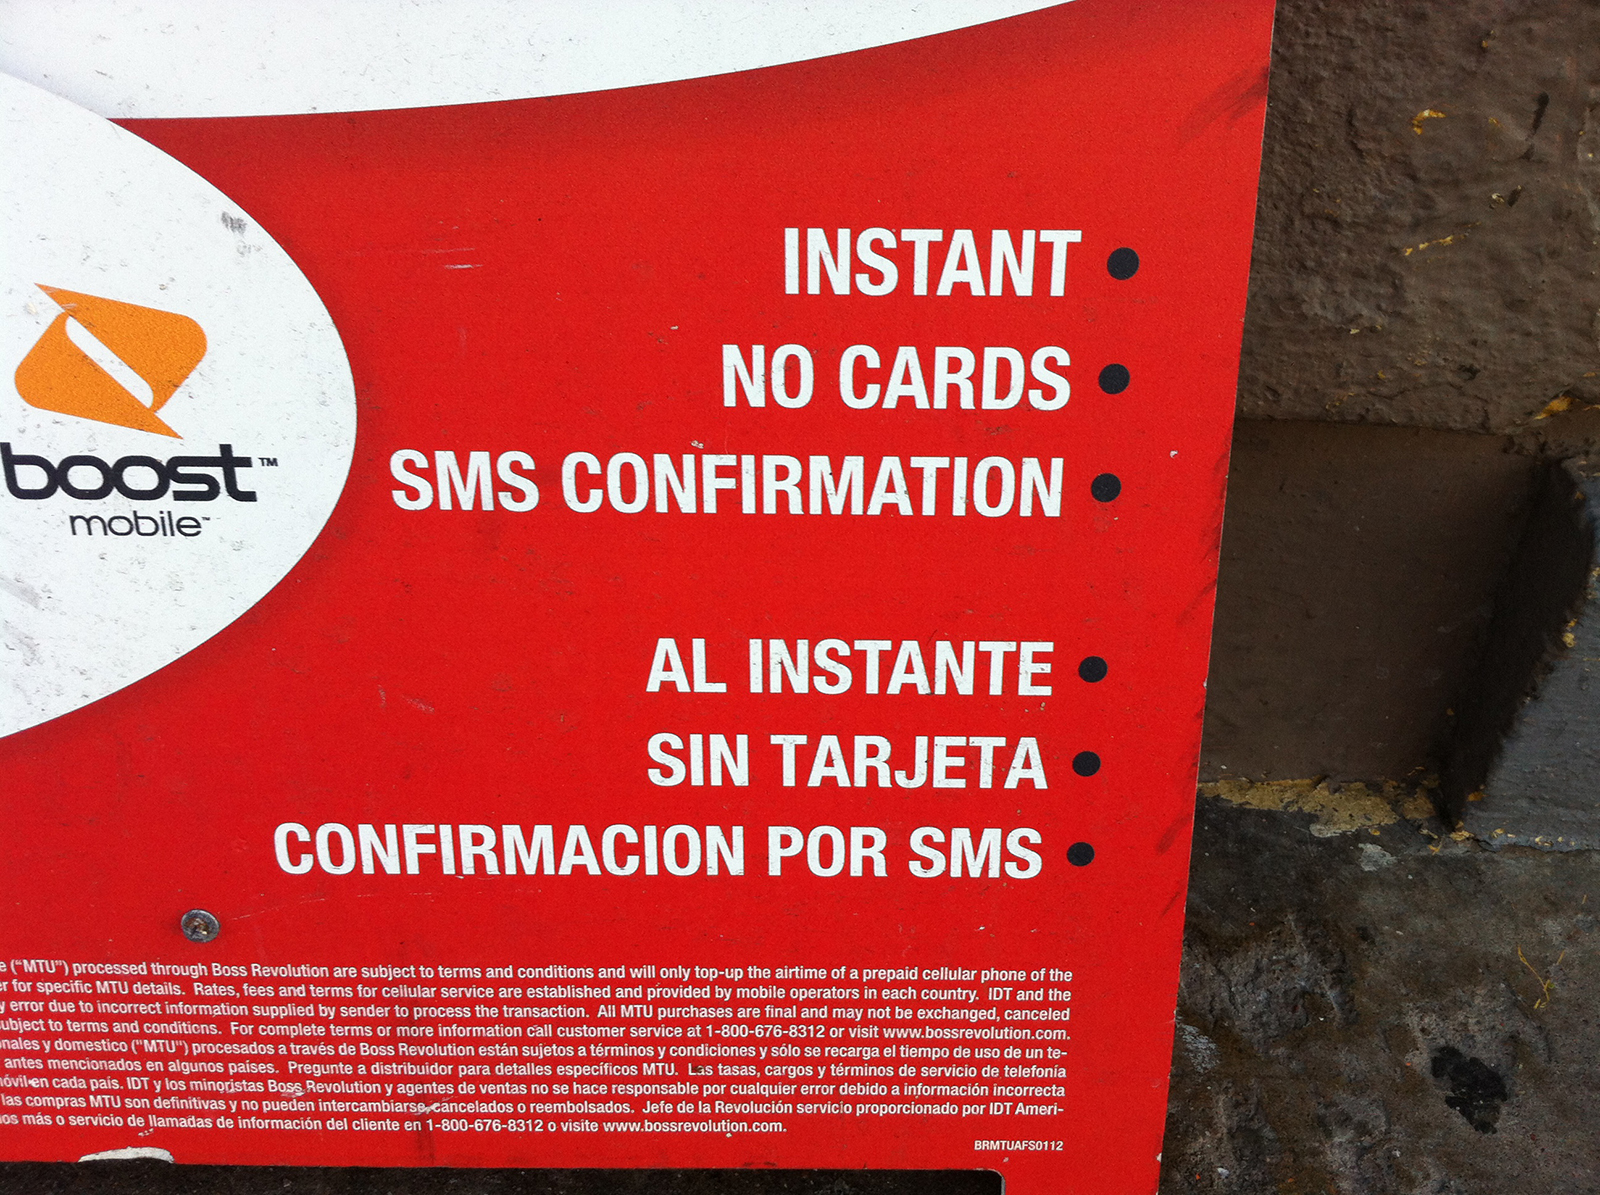 boost™
mobile™
INSTANT •
NO CARDS •
SMS CONFIRMATION •
AL INSTANTE •
SIN TARJETA •
CONFIRMACION POR SMS •
("MTU") processed through Boss Revolution are subject to terms and conditions and will only top-up the airtime of a prepaid cellular phone of the
for specific MTU details. Rates, fees and terms for cellular service are established and provided by mobile operators in each country. IDT and the
error due to incorrect information supplied by sender to process the transaction. All MTU purchases are final and may not be exchanged, canceled
subject to terms and conditions. For complete terms or more information call customer service at 1-800-676-8312 or visit www.bossrevolution.com.
onales y domestico ("MTU") procesados a través de Boss Revolution están sujetos a términos y condiciones y sólo se recarga el tiempo de uso de un te-
antes mencionados en algunos países. Pregunte a distribuidor para detalles específicos MTU. Las tasas, cargos y términos de servicio de telefonía
móvil en cada país. IDT y los minoristas Boss Revolution y agentes de ventas no se hace responsable por cualquier error debido a información incorrecta
las compras MTU son definitivas y no pueden intercambiarse, cancelados o reembolsados. Jefe de la Revolución servicio proporcionado por IDT Ameri-
os más o servicio de llamadas de información del cliente en 1-800-676-8312 o visite www.bossrevolution.com.
BRMTUAFS0112